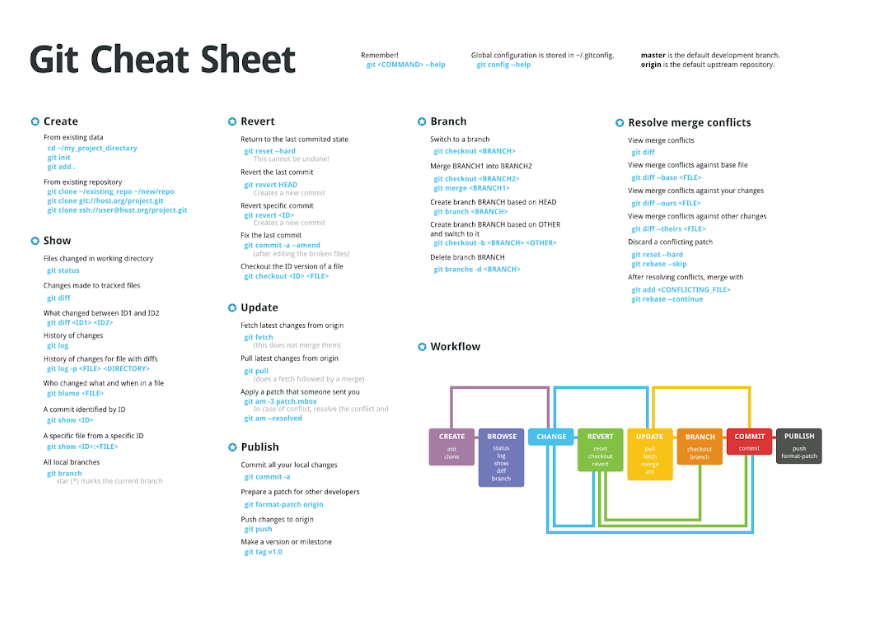 Git Cheat Sheet
Remember!
git <COMMAND> --help
Global configuration is stored in ~/.gitconfig.
git config --help
master is the default development branch.
origin is the default upstream repository.
Create
From existing data
cd ~/my_project_directory
git init
git add .
From existing repository
git clone ~/existing_repo ~/new/repo
git clone git://host.org/project.git
git clone ssh://user@host.org/project.git
Show
Files changed in working directory
git status
Changes made to tracked files
git diff
What changed between ID1 and ID2
git diff <ID1> <ID2>
History of changes
git log
History of changes for file with diffs
git log -p <FILE> <DIRECTORY>
Who changed what and when in a file
git blame <FILE>
A commit identified by ID
git show <ID>
A specific file from a specific ID
git show <ID>:<FILE>
All local branches
git branch
star (*) marks the current branch
Revert
Return to the last commited state
git reset --hard
This cannot be undone!
Revert the last commit
git revert HEAD
Creates a new commit
Revert specific commit
git revert <ID>
Creates a new commit
Fix the last commit
git commit -a --amend
(after editing the broken files)
Checkout the ID version of a file
git checkout <ID> <FILE>
Update
Fetch latest changes from origin
git fetch
(this does not merge them)
Pull latest changes from origin
git pull
(does a fetch followed by a merge)
Apply a patch that someone sent you
git am -3 patch.mbox
In case of conflict, resolve the conflict and
git am --resolved
Publish
Commit all your local changes
git commit -a
Prepare a patch for other developers
git format-patch origin
Push changes to origin
git push
Make a version or milestone
git tag v1.0
Branch
Switch to a branch
git checkout <BRANCH>
Merge BRANCH1 into BRANCH2
git checkout <BRANCH2>
git merge <BRANCH1>
Create branch BRANCH based on HEAD
git branch <BRANCH>
Create branch BRANCH based on OTHER
and switch to it
git checkout -b <BRANCH> <OTHER>
Delete branch BRANCH
git branche -d <BRANCH>
Resolve merge conflicts
View merge conflicts
git diff
View merge conflicts against base file
git diff --base <FILE>
View merge conflicts against your changes
git diff --ours <FILE>
View merge conflicts against other changes
git diff --theirs <FILE>
Discard a conflicting patch
git reset --hard
git rebase --skip
After resolving conflicts, merge with
git add <CONFLICTING_FILE>
git rebase --continue
Workflow
CREATE
init
clone
BROWSE
status
log
show
diff
branch
CHANGE
REVERT
reset
checkout
revert
UPDATE
pull
fetch
merge
am
BRANCH
checkout
branch
COMMIT
commit
PUBLISH
push
format-patch